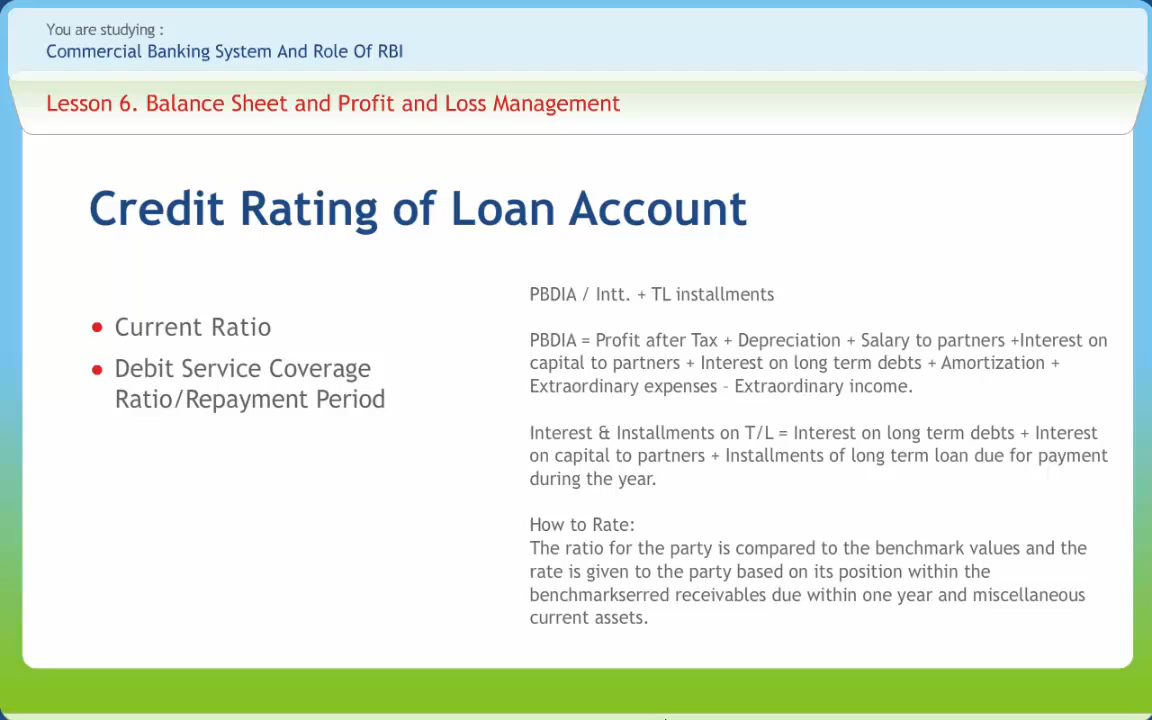 You are studying :
Commercial Banking System And Role Of RBI
Lesson 6. Balance Sheet and Profit and Loss Management
Credit Rating of Loan Account
• Current Ratio
• Debit Service Coverage
Ratio/Repayment Period
PBDIA / Intt. + TL installments
PBDIA = Profit after Tax + Depreciation + Salary to partners +Interest on
capital to partners + Interest on long term debts + Amortization +
Extraordinary expenses – Extraordinary income.
Interest & Installments on T/L = Interest on long term debts + Interest
on capital to partners + Installments of long term loan due for payment
during the year.
How to Rate:
The ratio for the party is compared to the benchmark values and the
rate is given to the party based on its position within the
benchmarkserred receivables due within one year and miscellaneous
current assets.